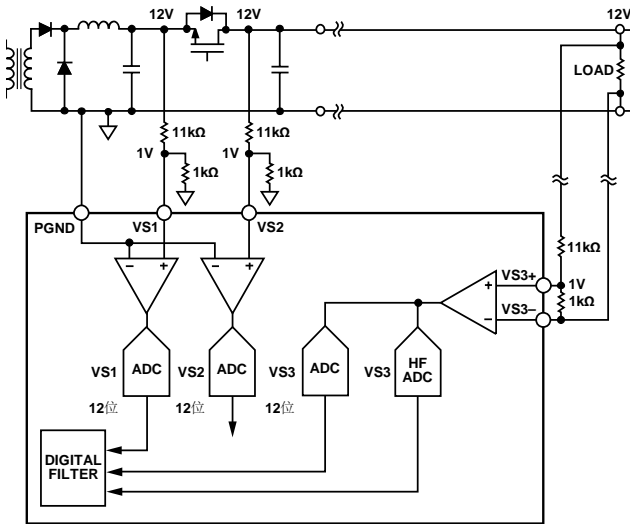 12V
12V
12V
LOAD
11kΩ
11kΩ
1V
1kΩ
1V
1kΩ
PGND
VS1
VS2
11kΩ
VS3+
1V
1kΩ
VS3–
VS1
ADC
VS2
ADC
VS3
ADC
VS3
HF
ADC
12位
12位
12位
DIGITAL
FILTER